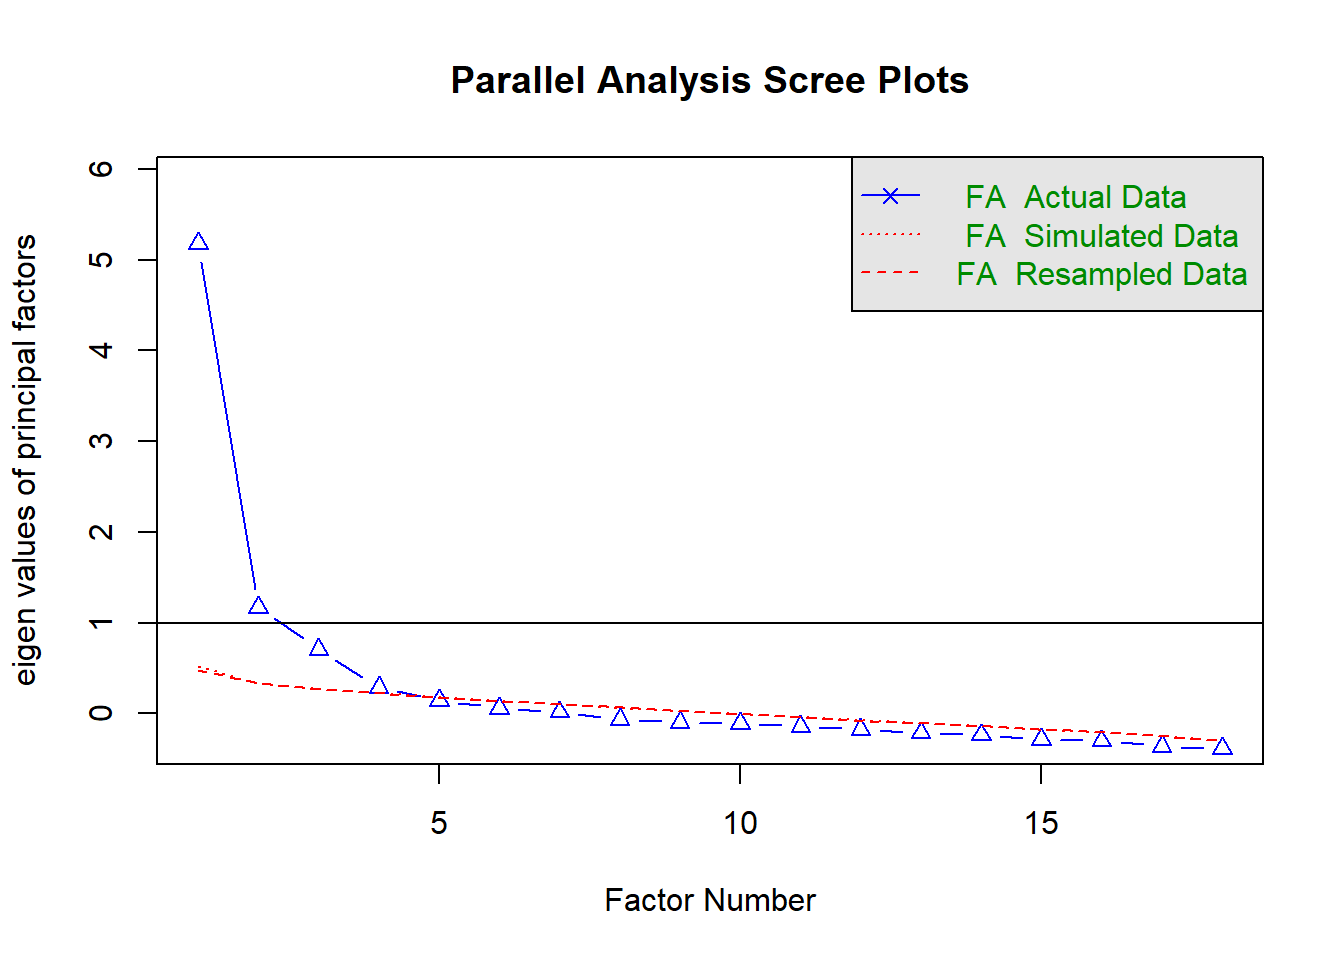 Parallel Analysis Scree Plots
6
5
4
3
2
1
0
eigen values of principal factors
FA Actual Data
FA Simulated Data
FA Resampled Data
5
10
15
Factor Number